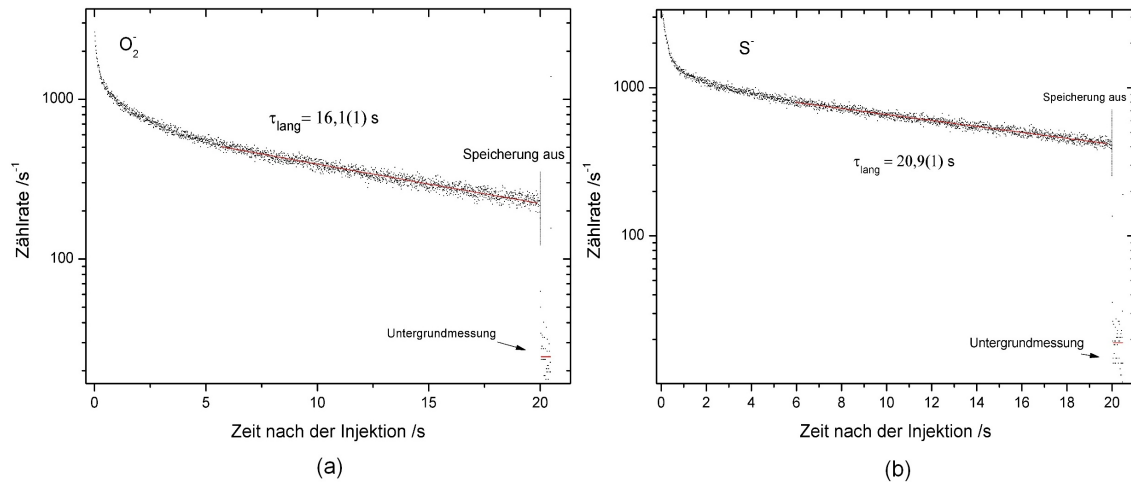 O₂⁻
1000
100
τlang = 16,1(1) s
Speicherung aus
Untergrundmessung
Zählrate /s⁻¹
0 5 10 15 20
Zeit nach der Injektion /s
(a)
S⁻
1000
100
Speicherung aus
τlang = 20,9(1) s
Untergrundmessung
Zählrate /s⁻¹
0 2 4 6 8 10 12 14 16 18 20
Zeit nach der Injektion /s
(b)